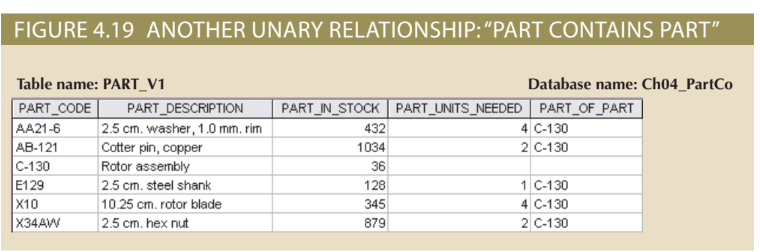 FIGURE 4.19 ANOTHER UNARY RELATIONSHIP: “PART CONTAINS PART”
Table name: PART_V1 Database name: Ch04_PartCo
PART_CODE PART_DESCRIPTION PART_IN_STOCK PART_UNITS_NEEDED PART_OF_PART
AA21-6 2.5 cm. washer, 1.0 mm. rim 432 4 C-130
AB-121 Cotter pin, copper 1034 2 C-130
C-130 Rotor assembly 36
E129 2.5 cm. steel shank 128 1 C-130
X10 10.25 cm. rotor blade 345 4 C-130
X34AW 2.5 cm. hex nut 879 2 C-130